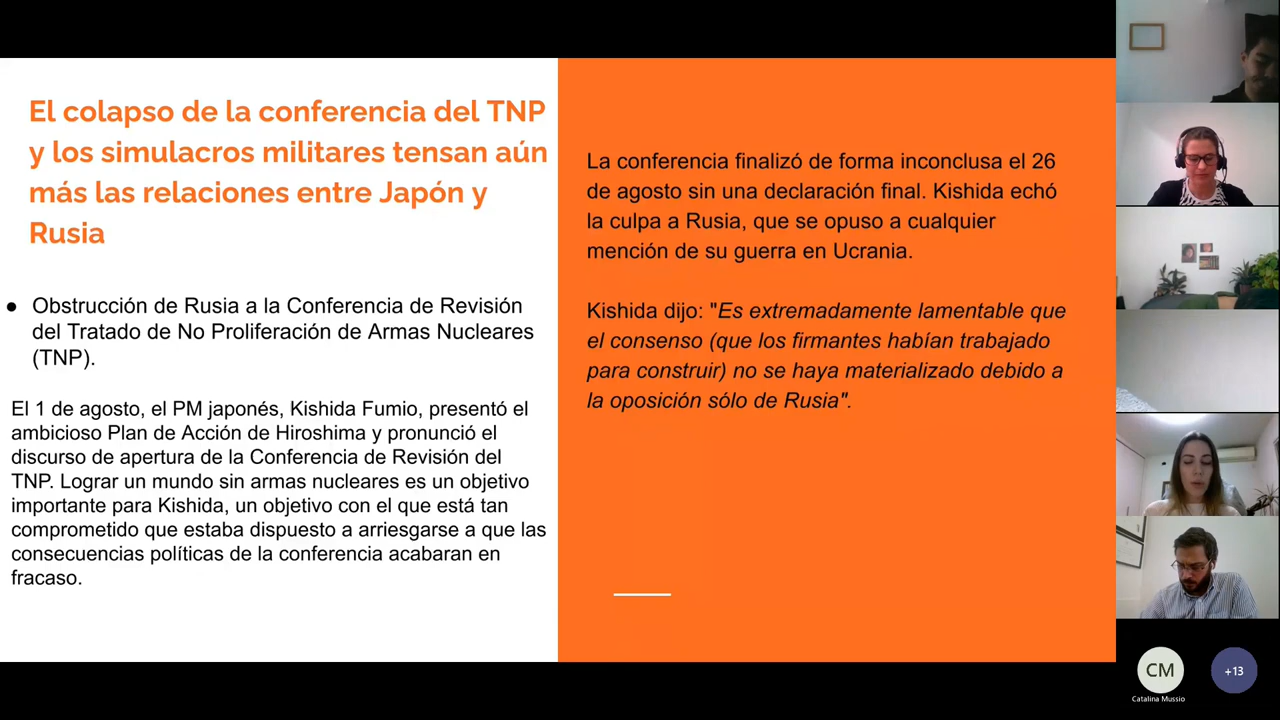 El colapso de la conferencia del TNP
y los simulacros militares tensan aún
más las relaciones entre Japón y
Rusia
● Obstrucción de Rusia a la Conferencia de Revisión
del Tratado de No Proliferación de Armas Nucleares
(TNP).
El 1 de agosto, el PM japonés, Kishida Fumio, presentó el
ambicioso Plan de Acción de Hiroshima y pronunció el
discurso de apertura de la Conferencia de Revisión del
TNP. Lograr un mundo sin armas nucleares es un objetivo
importante para Kishida, un objetivo con el que está tan
comprometido que estaba dispuesto a arriesgarse a que las
consecuencias políticas de la conferencia acabaran en
fracaso.
La conferencia finalizó de forma inconclusa el 26
de agosto sin una declaración final. Kishida echó
la culpa a Rusia, que se opuso a cualquier
mención de su guerra en Ucrania.
Kishida dijo: "Es extremadamente lamentable que
el consenso (que los firmantes habían trabajado
para construir) no se haya materializado debido a
la oposición sólo de Rusia".
CM
Catalina Mussio
+13